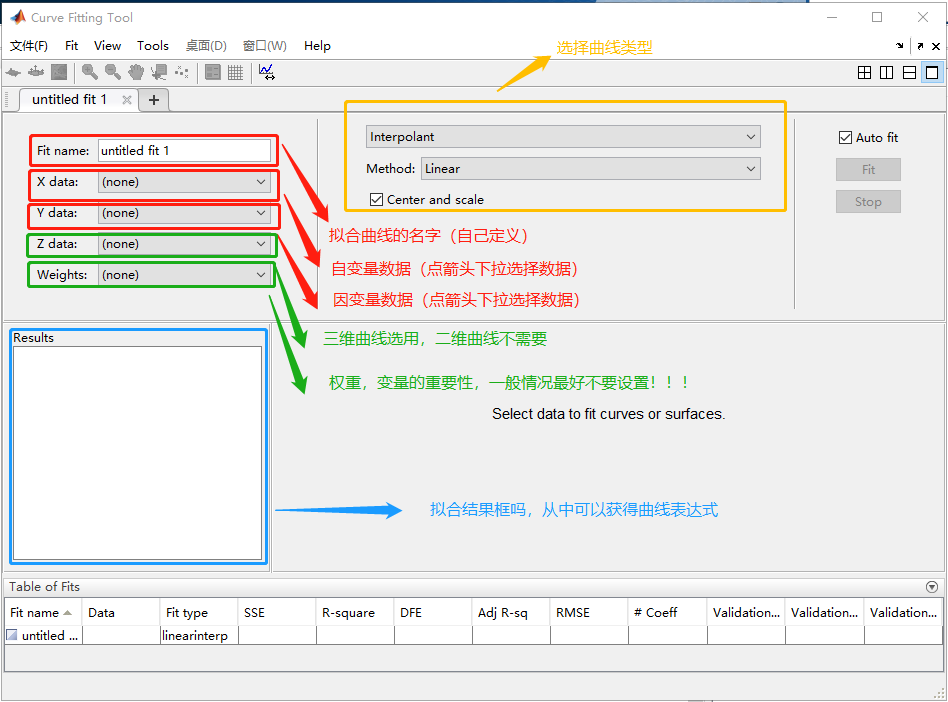 Curve Fitting Tool
文件(F) Fit View Tools 桌面(D) 窗口(W) Help
选择曲线类型
untitled fit 1
Fit name: untitled fit 1
X data: (none)
Y data: (none)
Z data: (none)
Weights: (none)
Interpolant
Method: Linear
Center and scale
Auto fit
Fit
Stop
拟合曲线的名字（自己定义）
自变量数据（点箭头下拉选择数据）
因变量数据（点箭头下拉选择数据）
三维曲线选用，二维曲线不需要
权重，变量的重要性，一般情况最好不要设置！！！
Select data to fit curves or surfaces.
Results
拟合结果框吗，从中可以获得曲线表达式
Table of Fits
Fit name Data Fit type SSE R-square DFE Adj R-sq RMSE # Coeff Validation... Validation... Validation...
untitled ... linearinterp